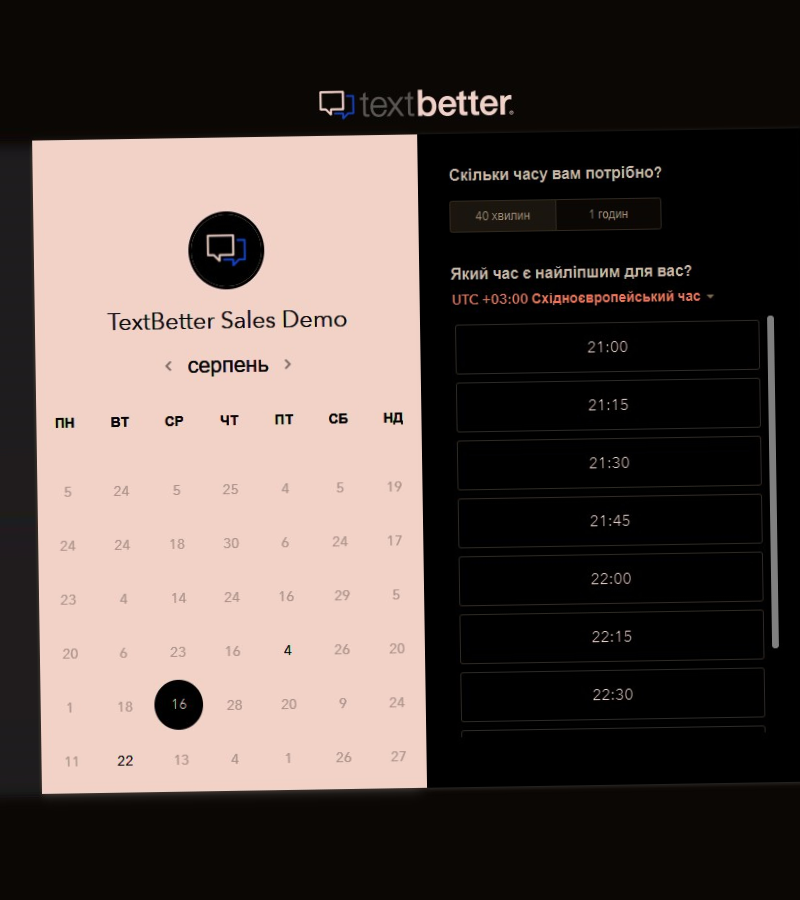 textbetter.
TextBetter Sales Demo
серпень
ПН ВТ СР ЧТ ПТ СБ НД
5 24 5 25 4 5 19
24 24 18 30 6 24 17
23 4 14 24 16 29 5
20 6 23 16 4 26 20
1 18 16 28 20 9 24
11 22 13 4 1 26 27
Скільки часу вам потрібно?
40 хвилин 1 годин
Який час є найліпшим для вас?
UTC +03:00 Східноєвропейський час
21:00
21:15
21:30
21:45
22:00
22:15
22:30